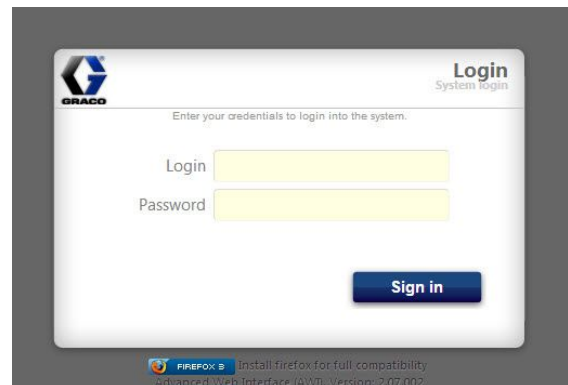 Login
System login
GRACO
Enter your credentials to login into the system.
Login
Password
Sign in
FIREFOX 3 Install firefox for full compatibility
Advanced Web Interface (AWI), Version: 2.07.002